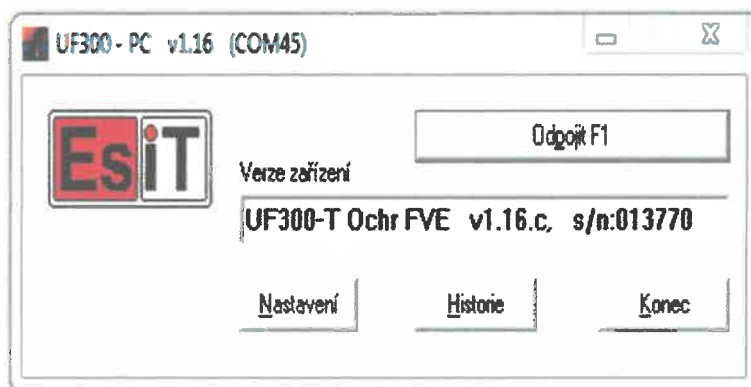 UF300 - PC v1.16 (COM45)
EsiT
Odpojit F1
Verze zařízení
UF300-T Ochr FVE v1.16.c, s/n:013770
Nastavení
Historie
Konec